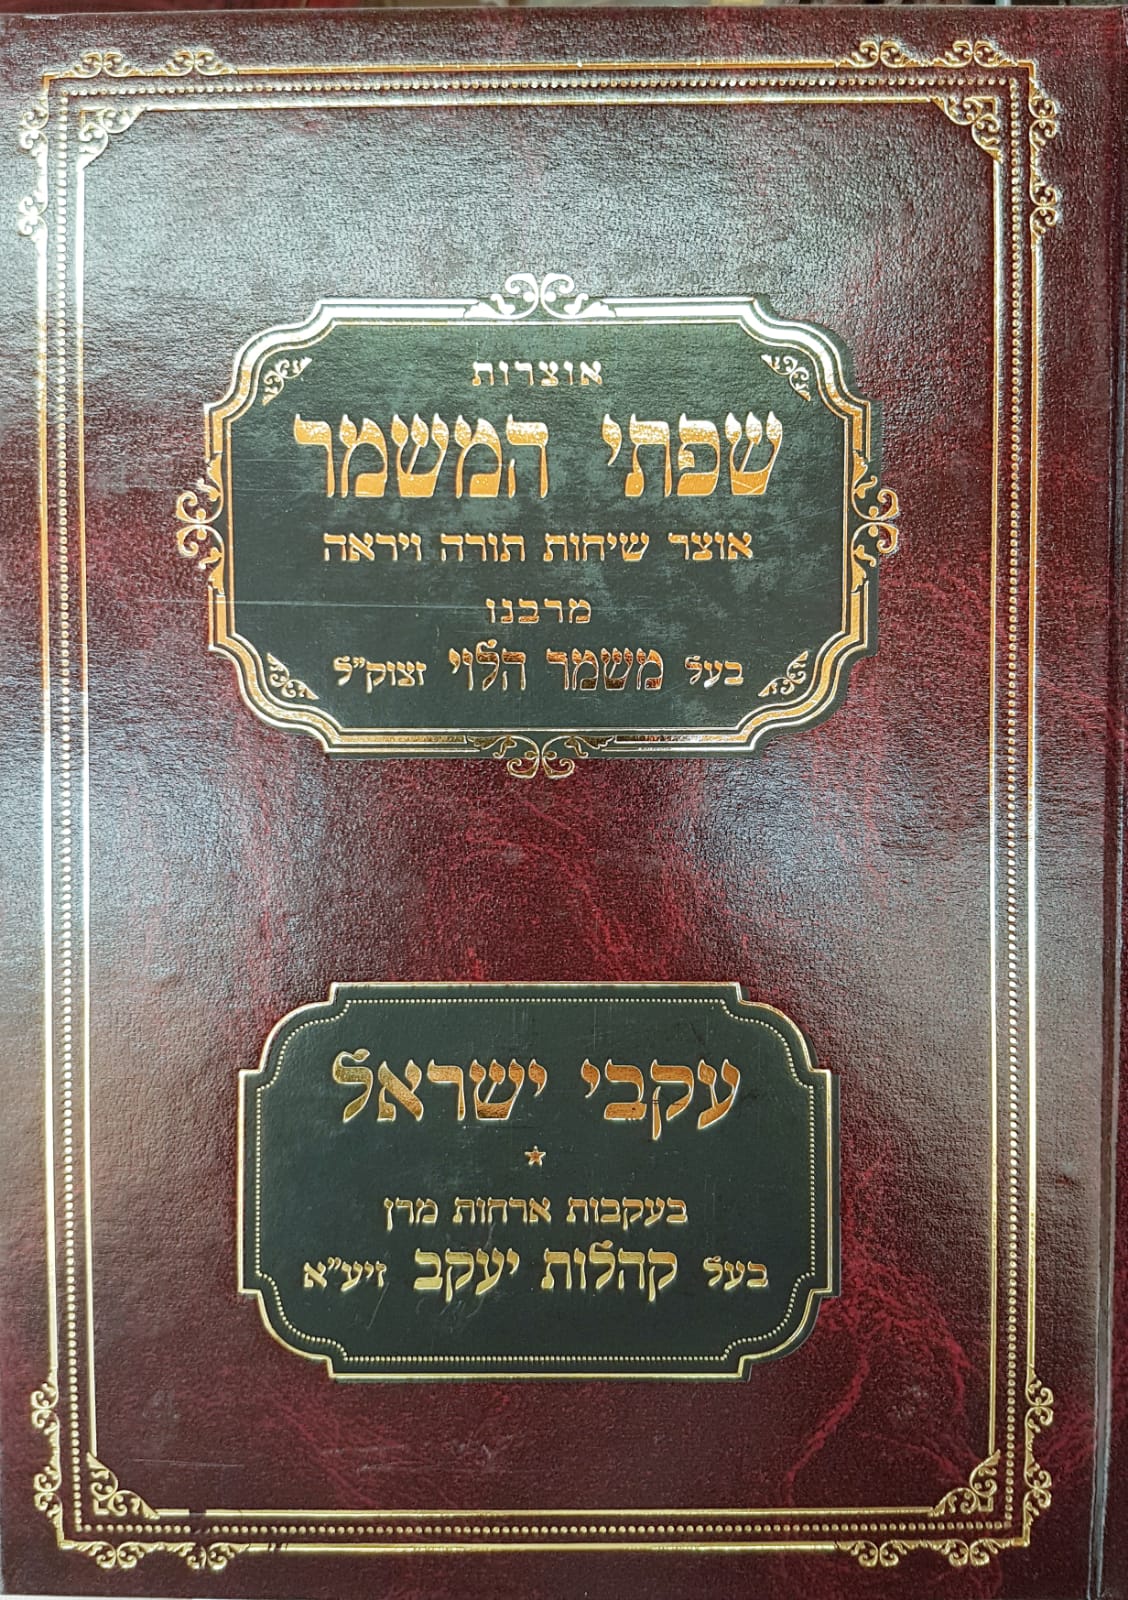 אוצרות
שפתי המשמר
אוצר שיחות תורה ויראה
מרבנו
בעל משמר הלוי זצוק"ל
עקבי ישראל
*
בעקבות ארחות מרן
בעל קהלות יעקב זיע"א